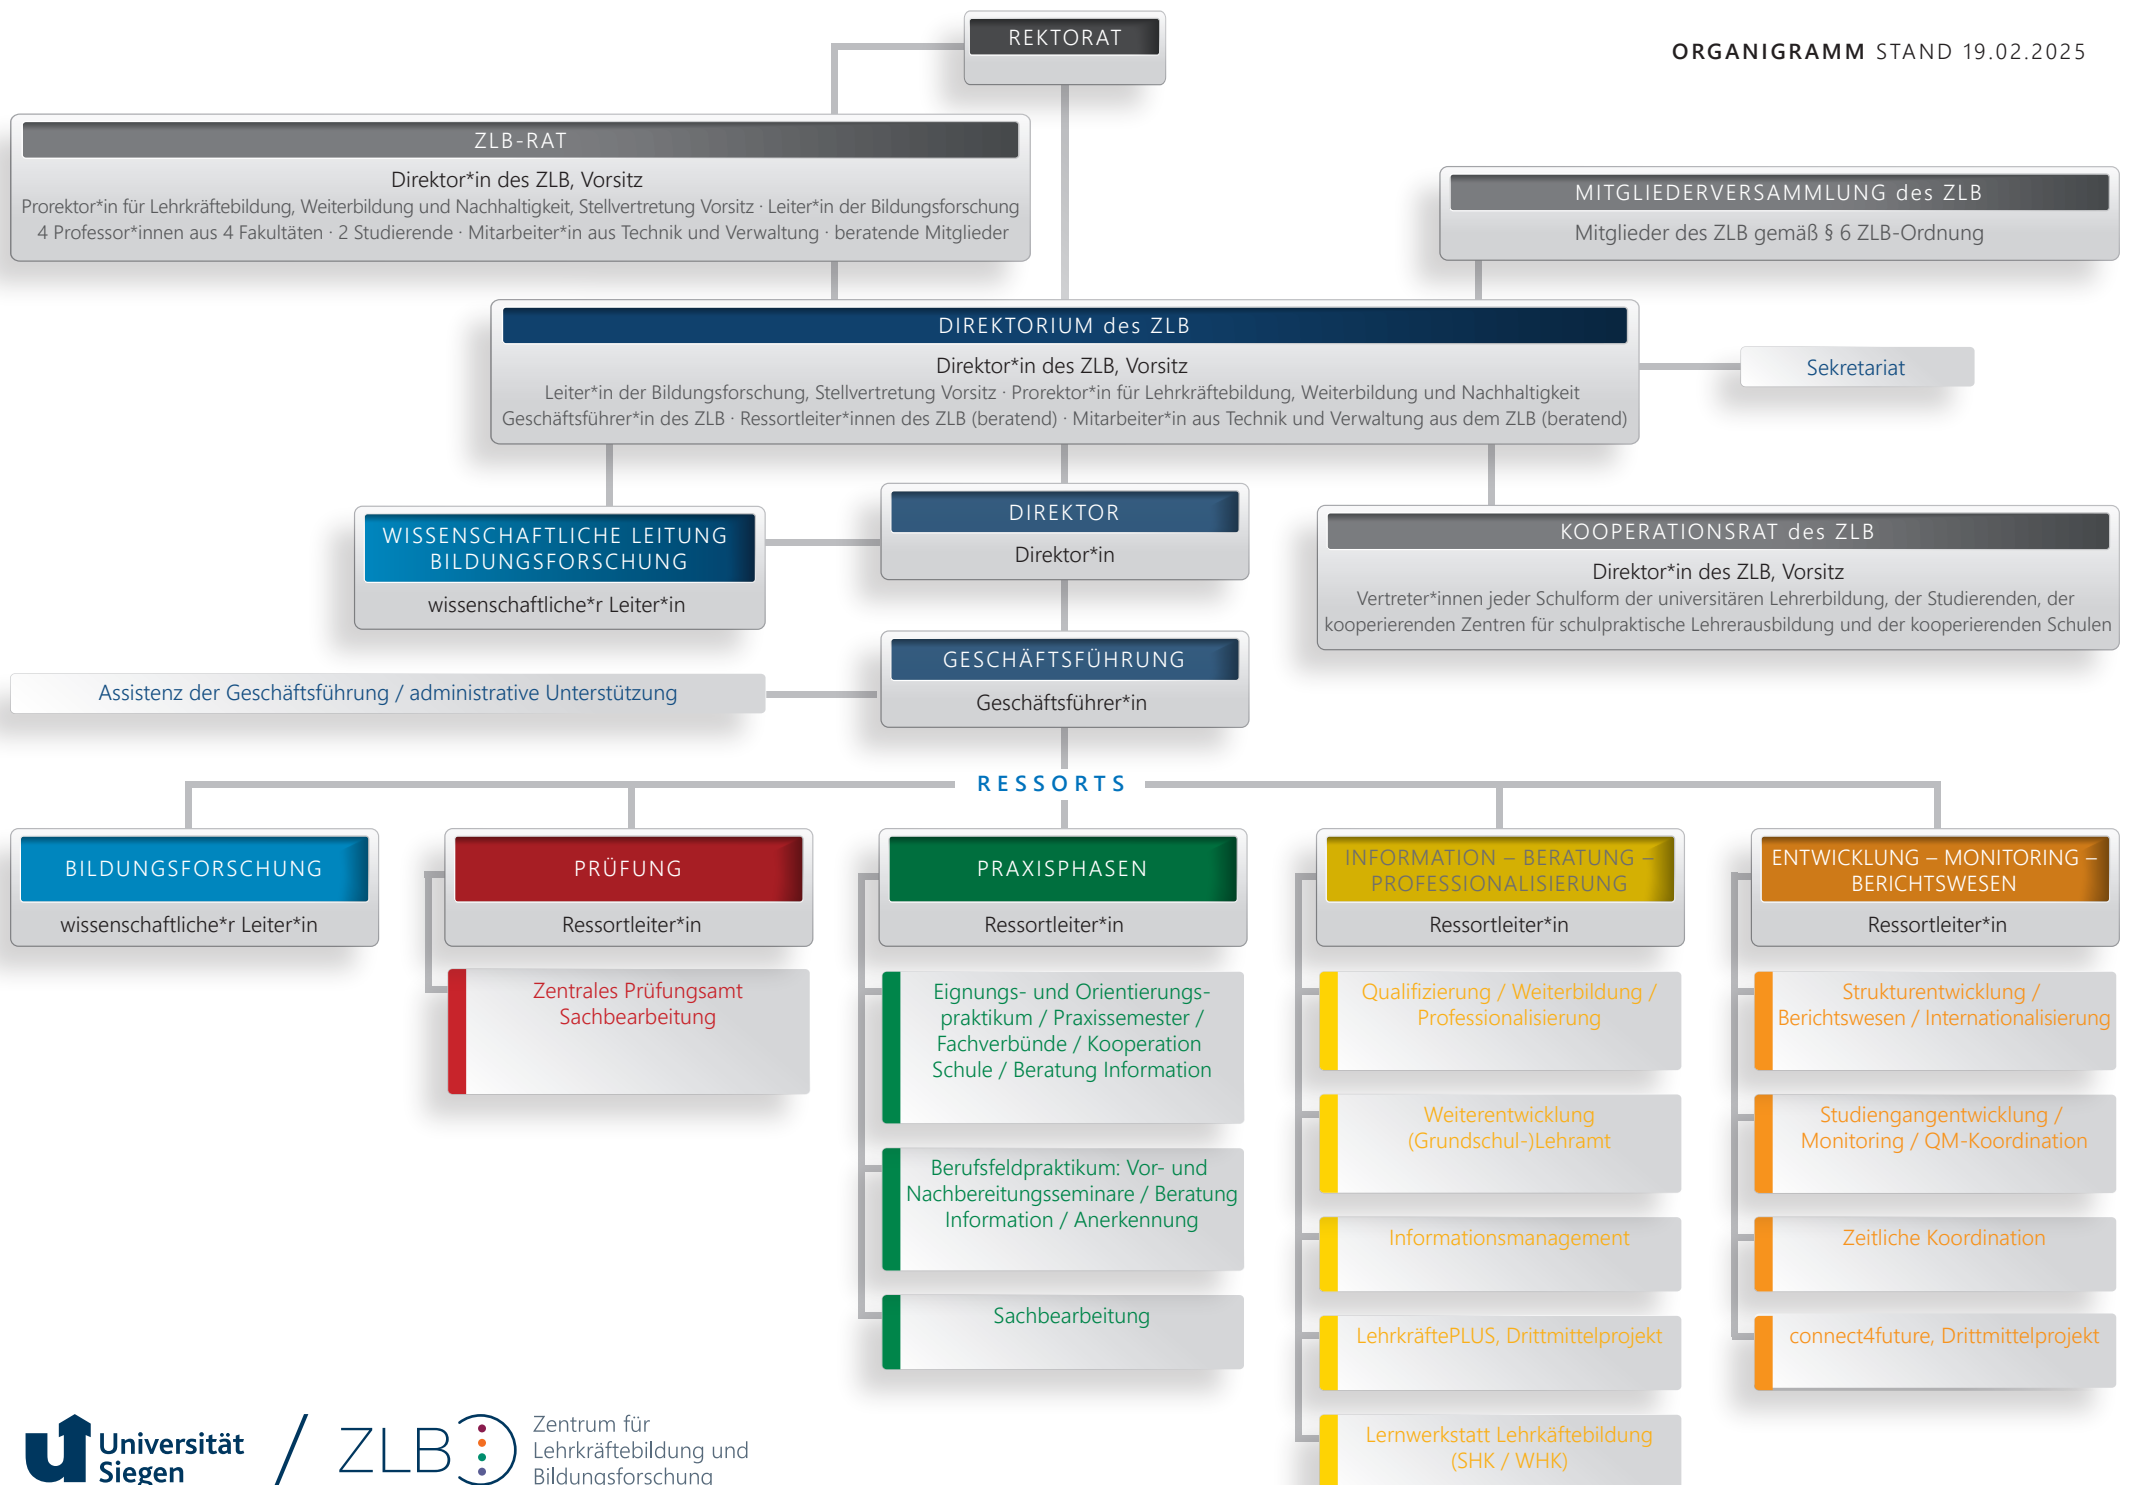 REKTORAT
ORGANIGRAMM STAND 19.02.2025
ZLB-RAT
Direktor*in des ZLB, Vorsitz
Prorektor*in für Lehrkräftebildung, Weiterbildung und Nachhaltigkeit, Stellvertretung Vorsitz · Leiter*in der Bildungsforschung
4 Professor*innen aus 4 Fakultäten · 2 Studierende · Mitarbeiter*in aus Technik und Verwaltung · beratende Mitglieder
MITGLIEDERVERSAMMLUNG des ZLB
Mitglieder des ZLB gemäß § 6 ZLB-Ordnung
DIREKTORIUM des ZLB
Direktor*in des ZLB, Vorsitz
Leiter*in der Bildungsforschung, Stellvertretung Vorsitz · Prorektor*in für Lehrkräftebildung, Weiterbildung und Nachhaltigkeit
Geschäftsführer*in des ZLB · Ressortleiter*innen des ZLB (beratend) · Mitarbeiter*in aus Technik und Verwaltung aus dem ZLB (beratend)
Sekretariat
WISSENSCHAFTLICHE LEITUNG
BILDUNGSFORSCHUNG
wissenschaftliche*r Leiter*in
DIREKTOR
Direktor*in
KOOPERATIONSRAT des ZLB
Direktor*in des ZLB, Vorsitz
Vertreter*innen jeder Schulform der universitären Lehrerbildung, der Studierenden, der
kooperierenden Zentren für schulpraktische Lehrerausbildung und der kooperierenden Schulen
GESCHÄFTSFÜHRUNG
Geschäftsführer*in
Assistenz der Geschäftsführung / administrative Unterstützung
RESSORTS
BILDUNGSFORSCHUNG
wissenschaftliche*r Leiter*in
PRÜFUNG
Ressortleiter*in
Zentrales Prüfungsamt
Sachbearbeitung
PRAXISPHASEN
Ressortleiter*in
Eignungs- und Orientierungs-
praktikum / Praxissemester /
Fachverbünde / Kooperation
Schule / Beratung Information
Berufsfeldpraktikum: Vor- und
Nachbereitungsseminare / Beratung
Information / Anerkennung
Sachbearbeitung
INFORMATION – BERATUNG –
PROFESSIONALISIERUNG
Ressortleiter*in
Qualifizierung / Weiterbildung /
Professionalisierung
Weiterentwicklung
(Grundschul-)Lehramt
Informationsmanagement
LehrkräftePLUS, Drittmittelprojekt
Lernwerkstatt Lehrkäftebildung
(SHK / WHK)
ENTWICKLUNG – MONITORING –
BERICHTSWESEN
Ressortleiter*in
Strukturentwicklung /
Berichtswesen / Internationalisierung
Studiengangentwicklung /
Monitoring / QM-Koordination
Zeitliche Koordination
connect4future, Drittmittelprojekt
Universität
Siegen
ZLB
Zentrum für
Lehrkräftebildung und
Bildungsforschung